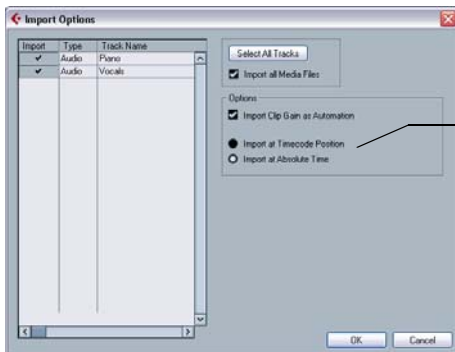 Import Options
Import Type Track Name
Audio Piano
Audio Vocals
Select All Tracks
Import all Media Files
Options
Import Clip Gain as Automation
Import at Timecode Position
Import at Absolute Time
OK Cancel